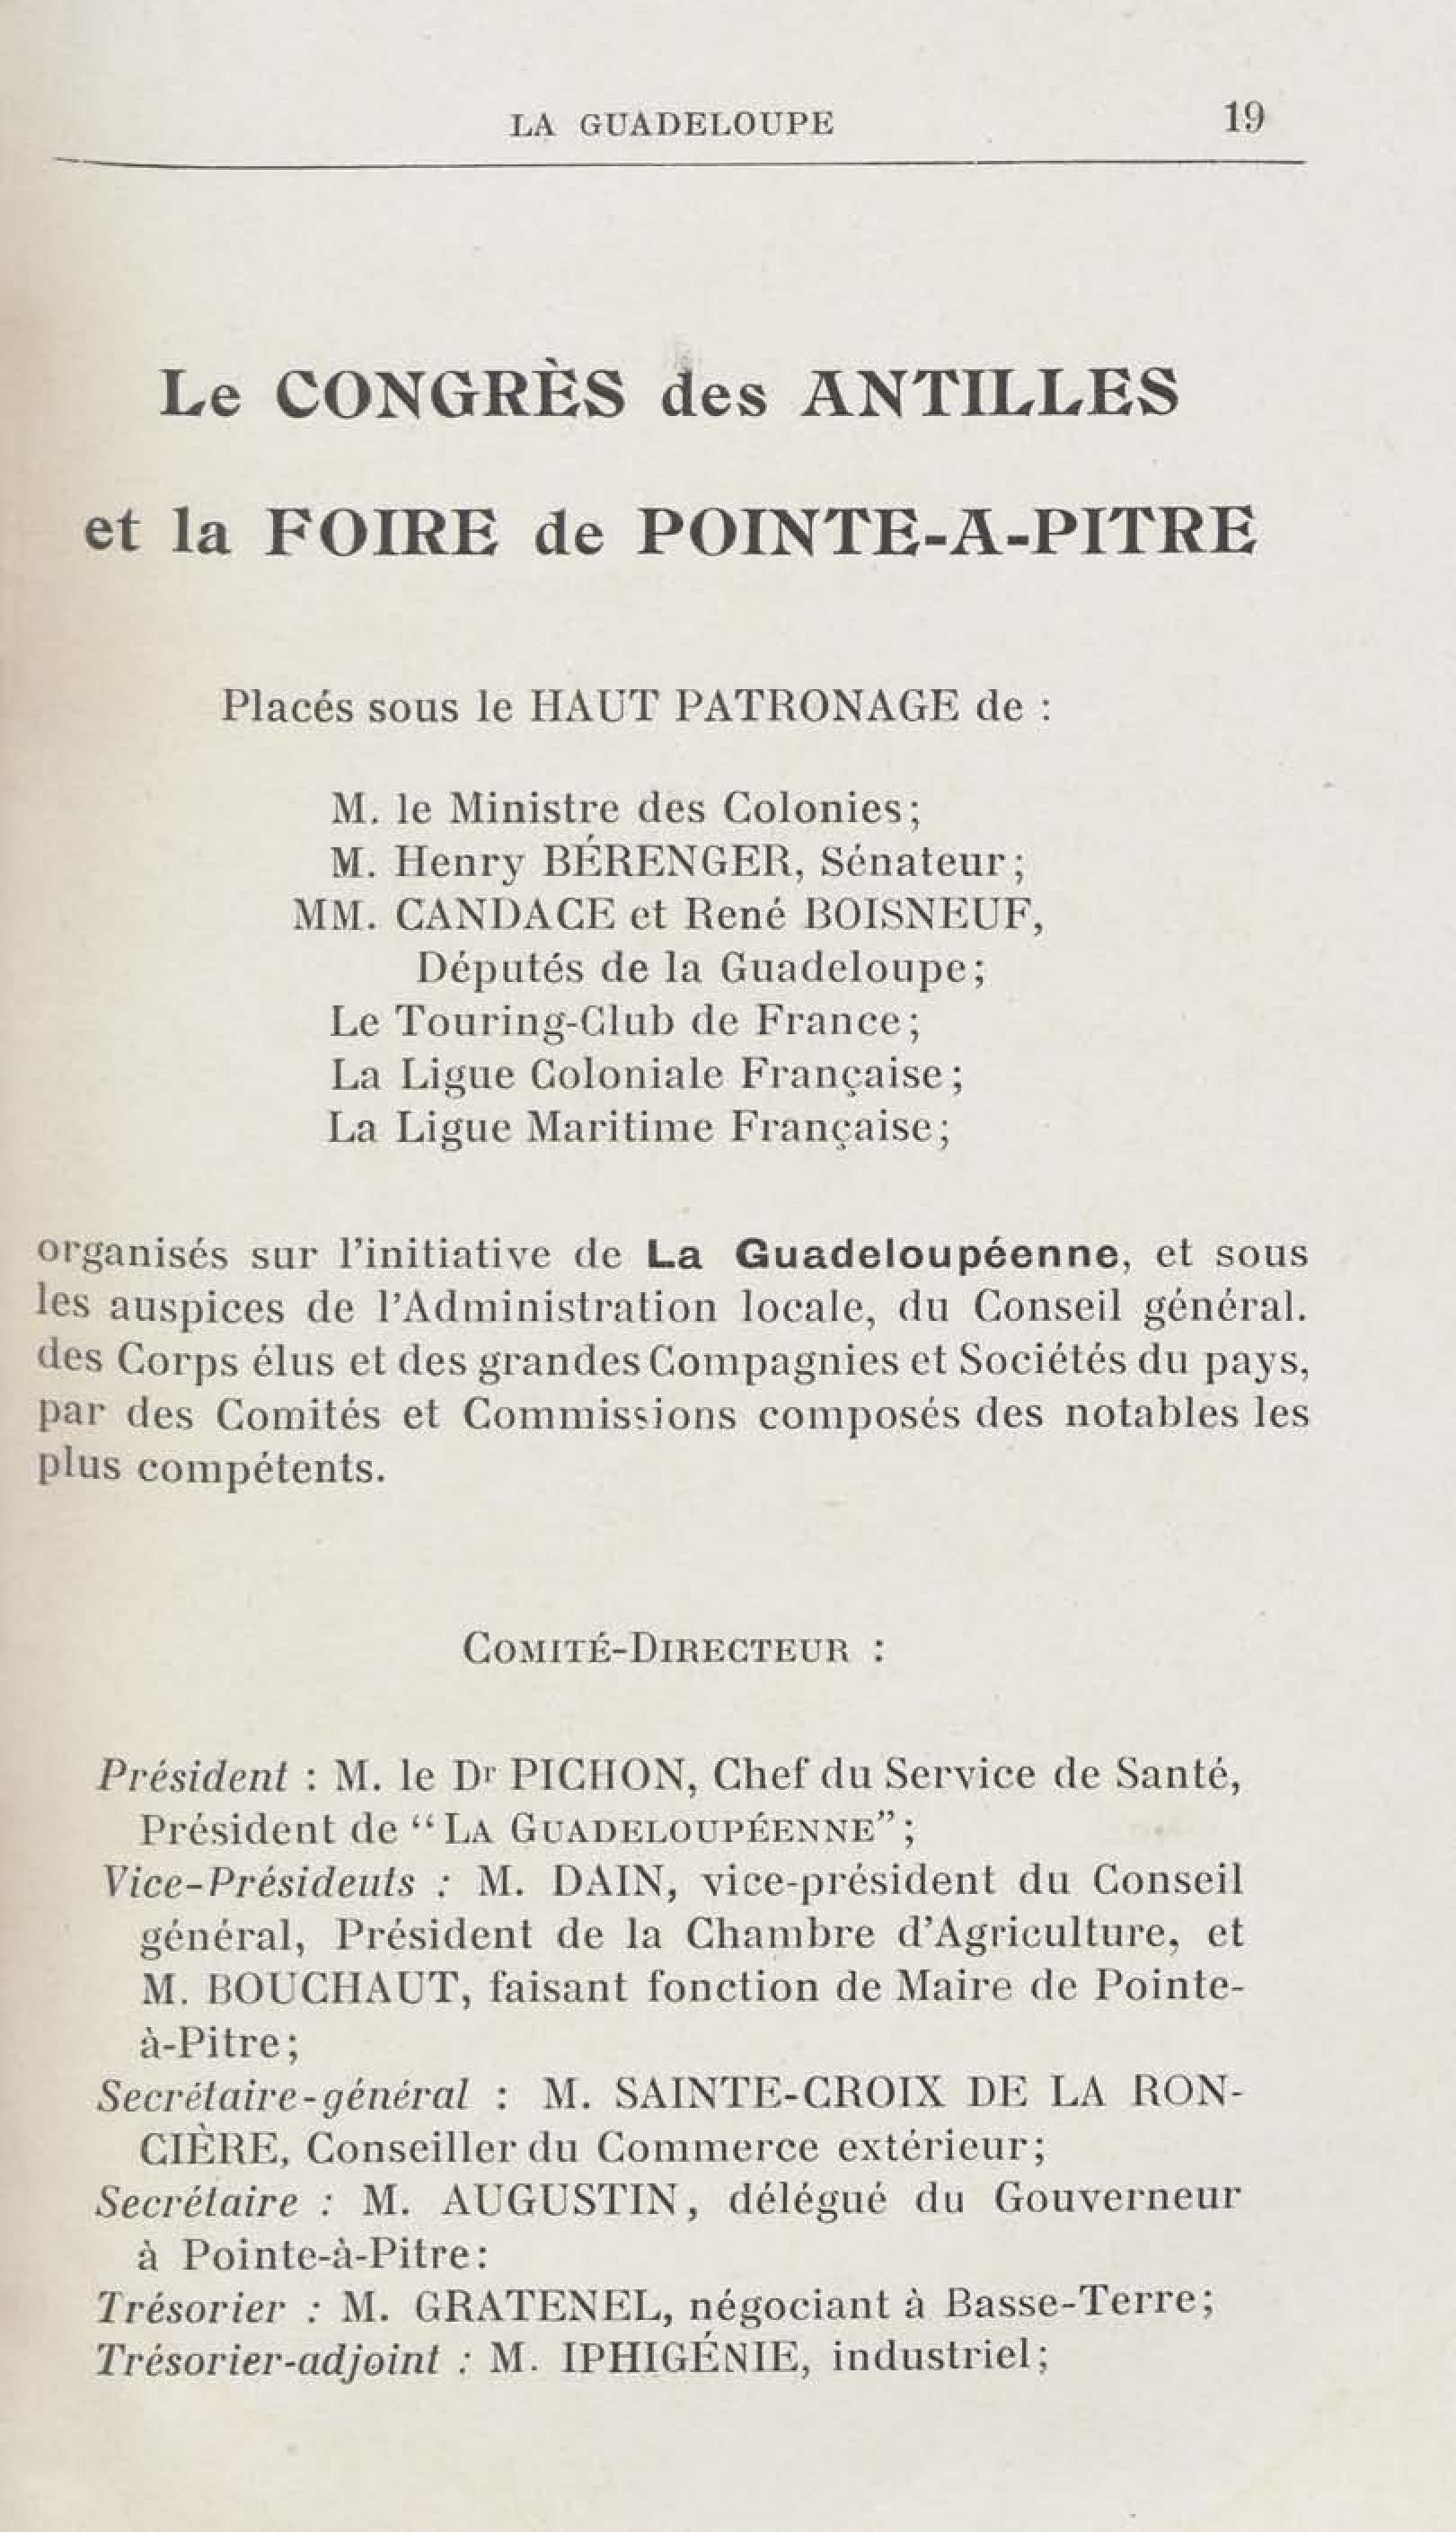 LA GUADELOUPE 19
Le CONGRÈS des ANTILLES
et la FOIRE de POINTE-A-PITRE
Placés sous le HAUT PATRONAGE de :
M. le Ministre des Colonies;
M. Henry BÉRENGER, Sénateur;
MM. CANDACE et René BOISNEUF,
Députés de la Guadeloupe;
Le Touring-Club de France;
La Ligue Coloniale Française;
La Ligue Maritime Française;
organisés sur l'initiative de La Guadeloupéenne, et sous
les auspices de l'Administration locale, du Conseil général.
des Corps élus et des grandes Compagnies et Sociétés du pays,
par des Comités et Commissions composés des notables les
plus compétents.
COMITÉ-DIRECTEUR :
Président : M. le Dr PICHON, Chef du Service de Santé,
Président de “LA GUADELOUPÉENNE”;
Vice-Présideuts : M. DAIN, vice-président du Conseil
général, Président de la Chambre d'Agriculture, et
M. BOUCHAUT, faisant fonction de Maire de Pointe-
à-Pitre;
Secrétaire-général : M. SAINTE-CROIX DE LA RON-
CIÈRE, Conseiller du Commerce extérieur;
Secrétaire : M. AUGUSTIN, délégué du Gouverneur
à Pointe-à-Pitre:
Trésorier : M. GRATENEL, négociant à Basse-Terre;
Trésorier-adjoint : M. IPHIGÉNIE, industriel;